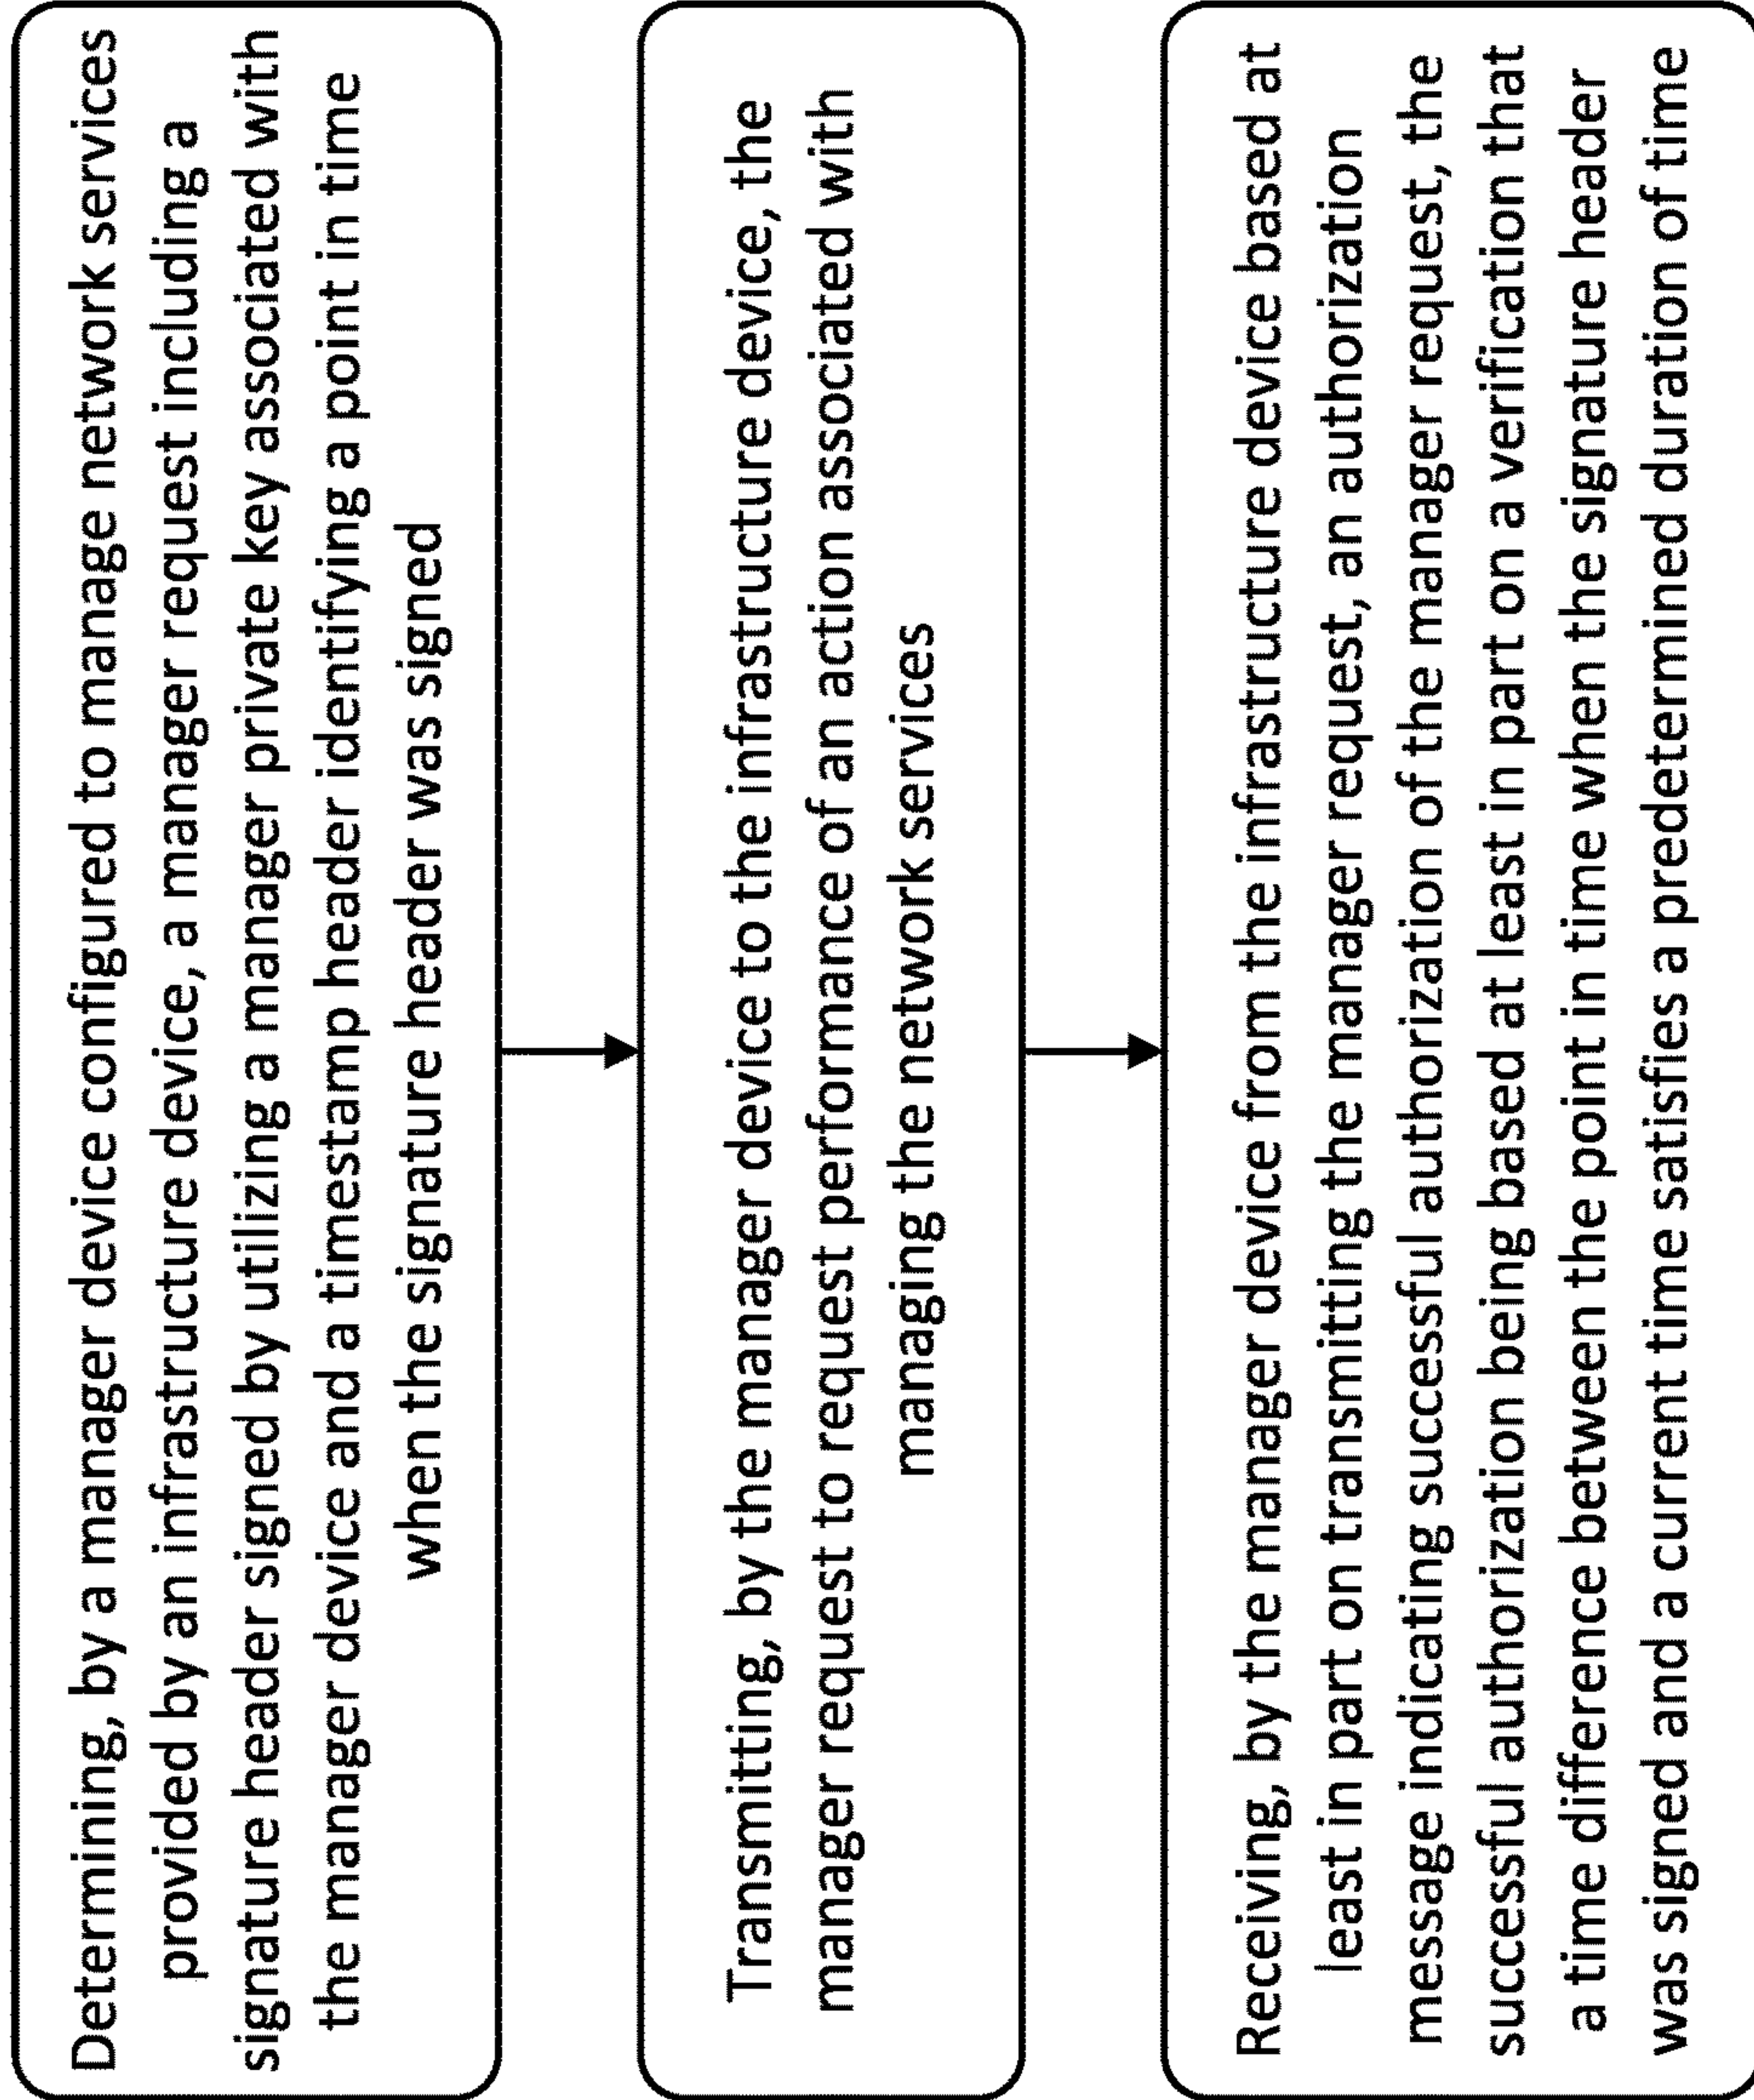 Determining, by a manager device configured to manage network services
provided by an infrastructure device, a manager request including a
signature header signed by utilizing a manager private key associated with
the manager device and a timestamp header identifying a point in time
when the signature header was signed
Transmitting, by the manager device to the infrastructure device, the
manager request to request performance of an action associated with
managing the network services
Receiving, by the manager device from the infrastructure device based at
least in part on transmitting the manager request, an authorization
message indicating successful authorization of the manager request, the
successful authorization being based at least in part on a verification that
a time difference between the point in time when the signature header
was signed and a current time satisfies a predetermined duration of time